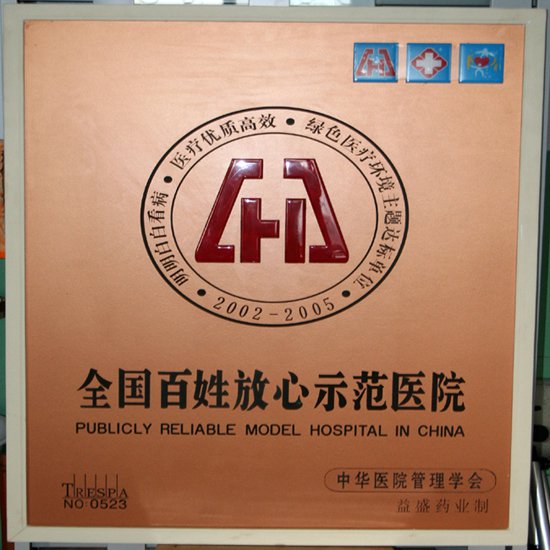 明明白白看病·医疗优质高效·绿色医疗环境主题达标单位
·2002-2005·
全国百姓放心示范医院
PUBLICLY RELIABLE MODEL HOSPITAL IN CHINA
TRESPA
NO 0523
中华医院管理学会
益盛药业制